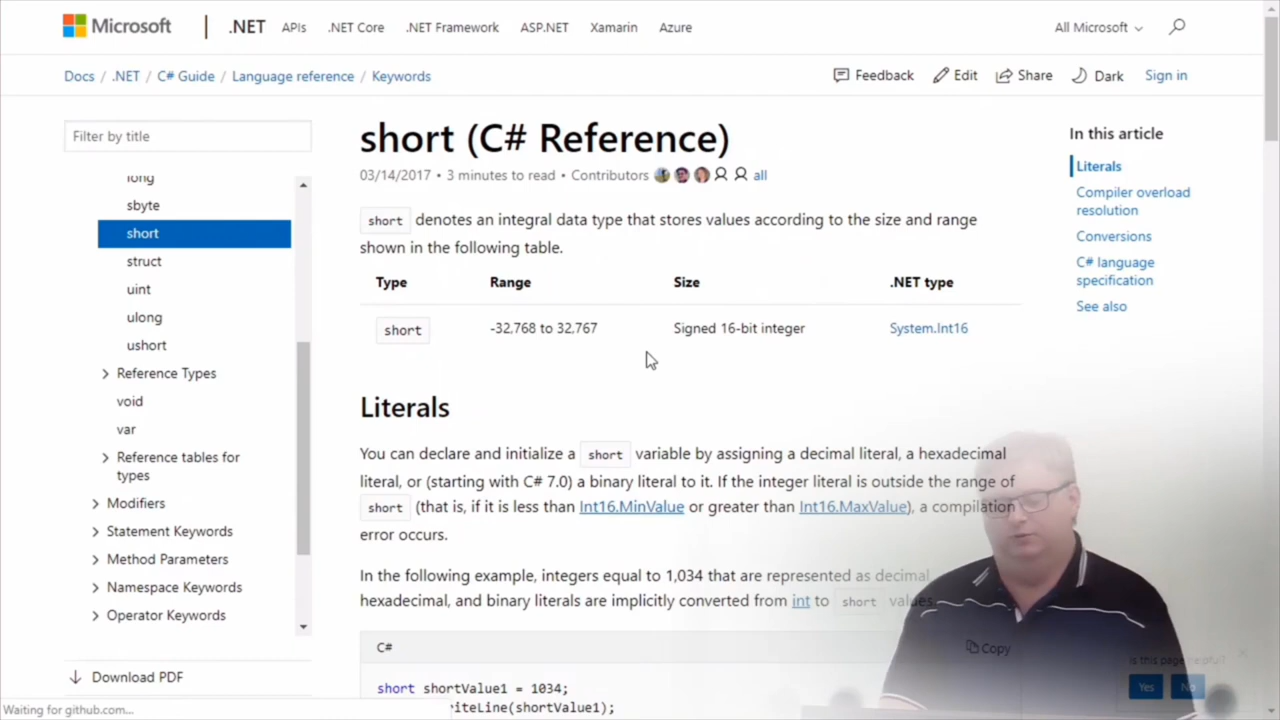 Microsoft
.NET APIs .NET Core .NET Framework ASP.NET Xamarin Azure
All Microsoft
Docs / .NET / C# Guide / Language reference / Keywords
Feedback Edit Share Dark Sign in
Filter by title
long
sbyte
short
struct
uint
ulong
ushort
Reference Types
void
var
Reference tables for
types
Modifiers
Statement Keywords
Method Parameters
Namespace Keywords
Operator Keywords
Download PDF
Waiting for github.com...
short (C# Reference)
03/14/2017 • 3 minutes to read • Contributors all
short denotes an integral data type that stores values according to the size and range
shown in the following table.
Type Range Size .NET type
short -32,768 to 32,767 Signed 16-bit integer System.Int16
Literals
You can declare and initialize a short variable by assigning a decimal literal, a hexadecimal
literal, or (starting with C# 7.0) a binary literal to it. If the integer literal is outside the range of
short (that is, if it is less than Int16.MinValue or greater than Int16.MaxValue), a compilation
error occurs.
In the following example, integers equal to 1,034 that are represented as decimal
hexadecimal, and binary literals are implicitly converted from int to short values.
C#
Copy
short shortValue1 = 1034;
riteLine(shortValue1);
In this article
Literals
Compiler overload
resolution
Conversions
C# language
specification
See also
Is this page helpful?
Yes No